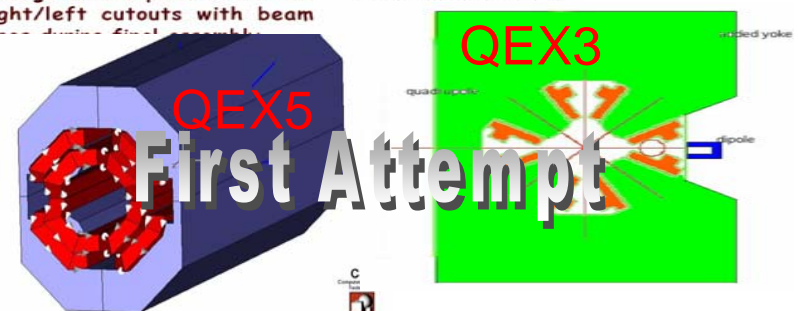 ght/left cutouts with beam
QEX3
QEX5
quadrupole
added yoke
dipole
First Attempt
C